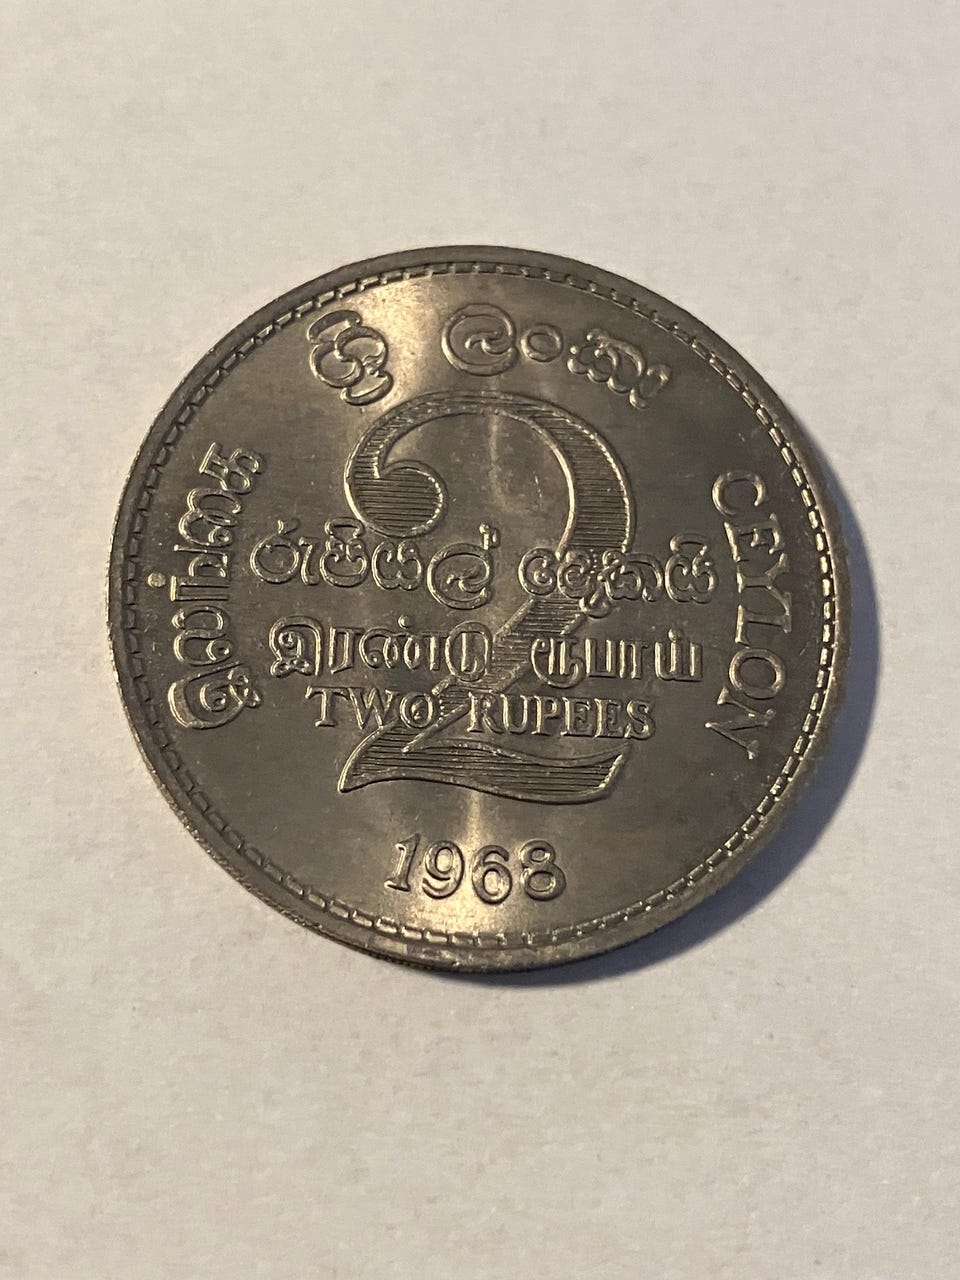 ශ්‍රී ලංකා
இலங்கை
CEYLON
2
රුපියල් දෙකයි
இரண்டு ரூபாய்
TWO RUPEES
1968